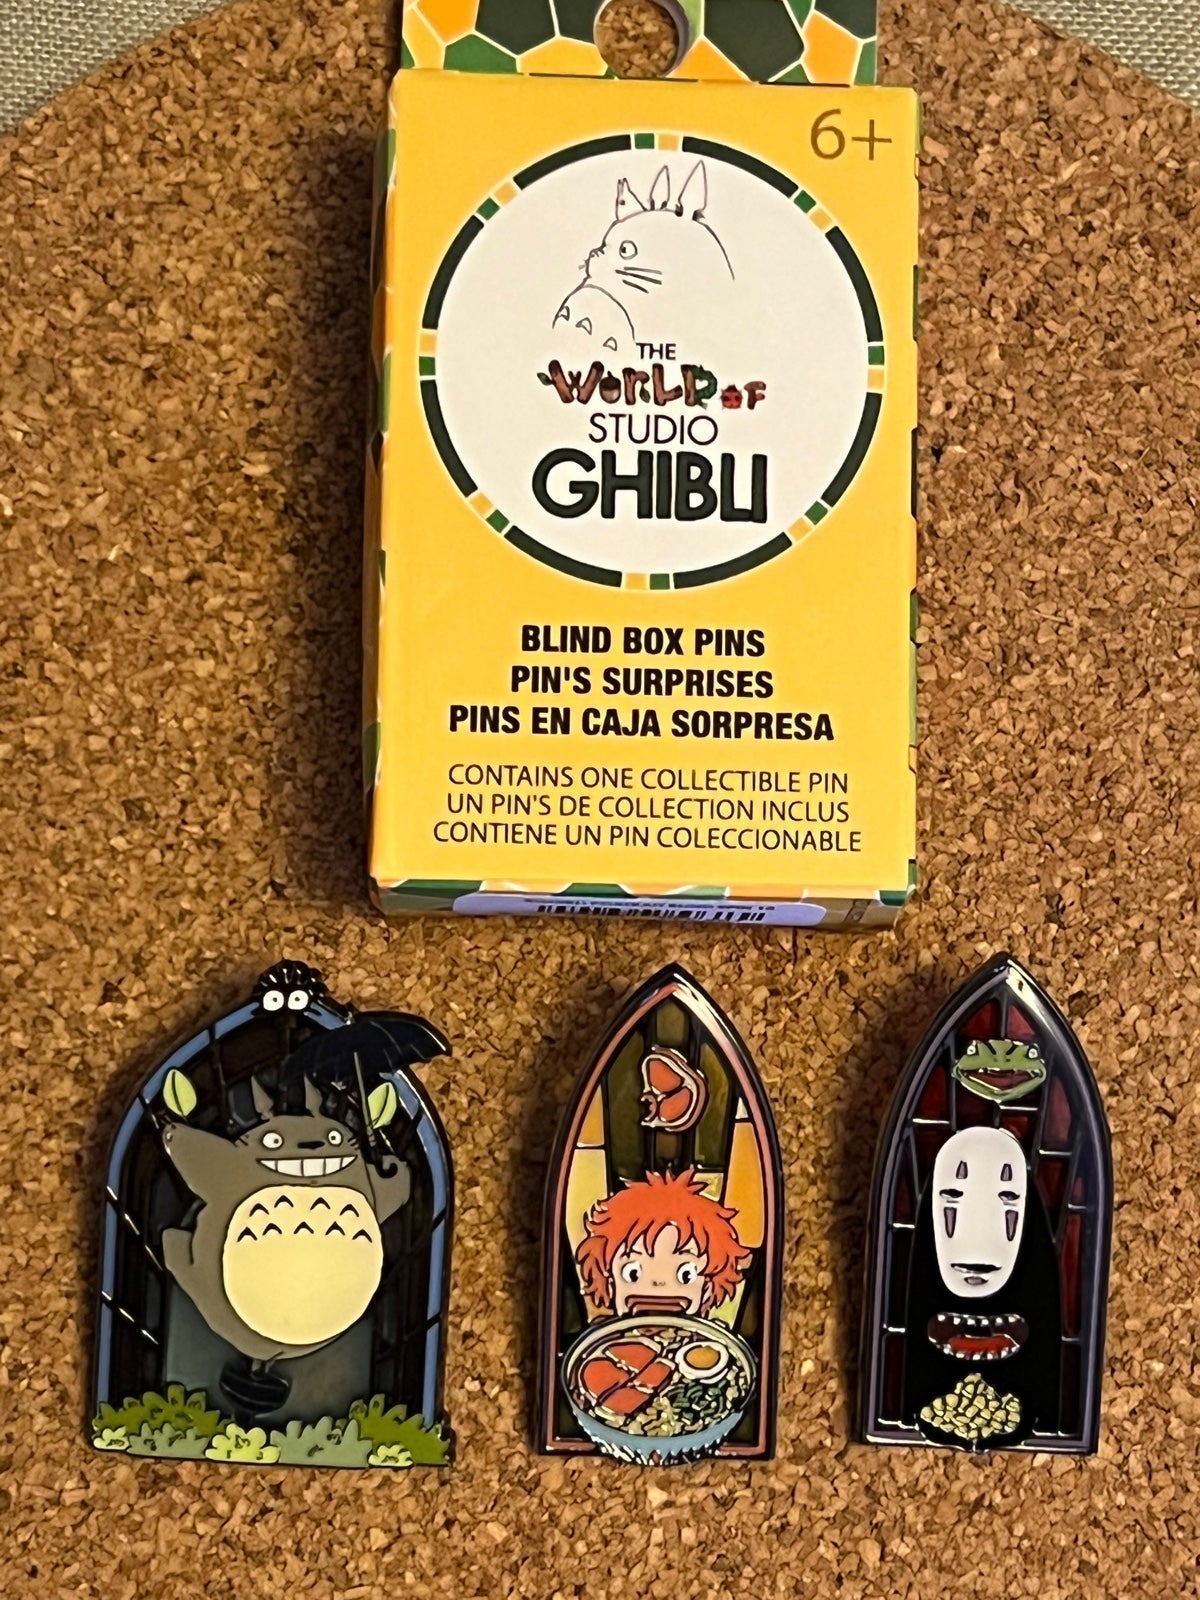 6+
THE
WORLD OF
STUDIO
GHIBLI
BLIND BOX PINS
PIN'S SURPRISES
PINS EN CAJA SORPRESA
CONTAINS ONE COLLECTIBLE PIN
UN PIN'S DE COLLECTION INCLUS
CONTIENE UN PIN COLECCIONABLE